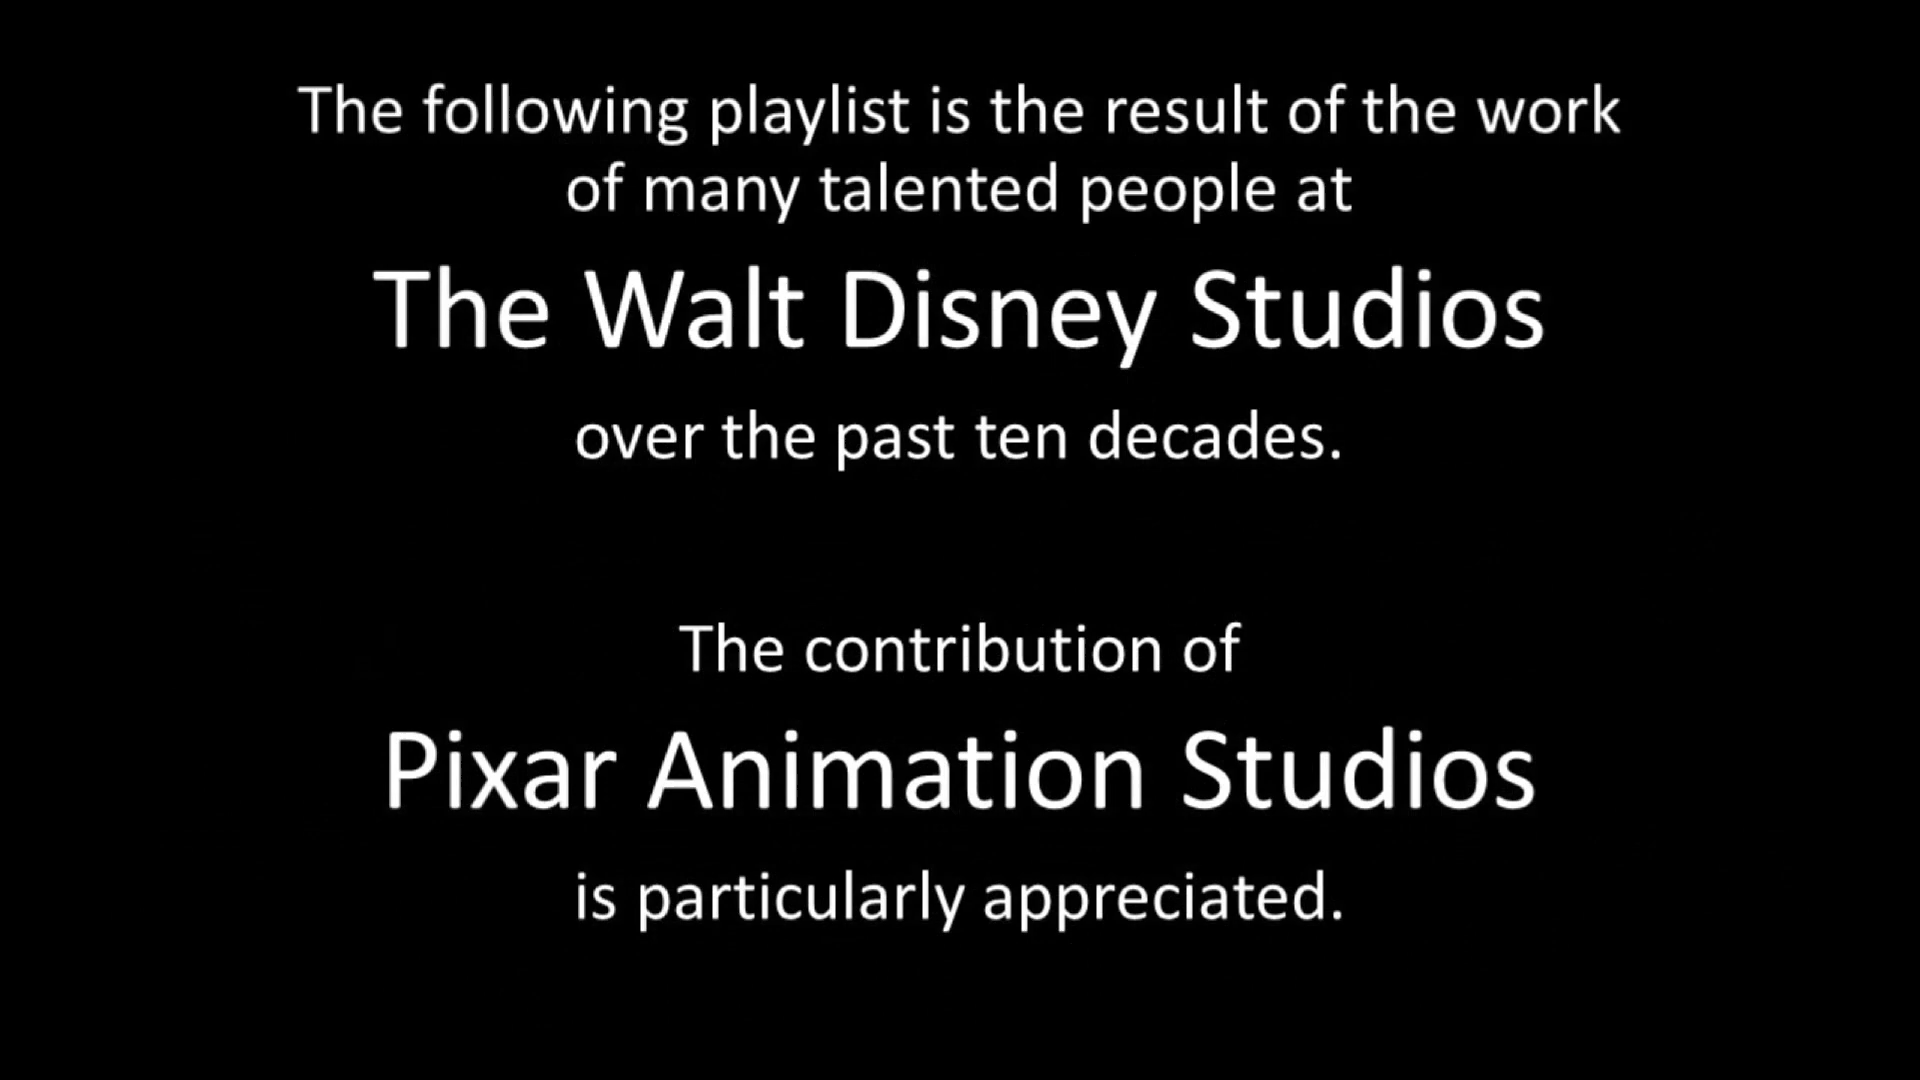 The following playlist is the result of the work
of many talented people at
The Walt Disney Studios
over the past ten decades.
The contribution of
Pixar Animation Studios
is particularly appreciated.